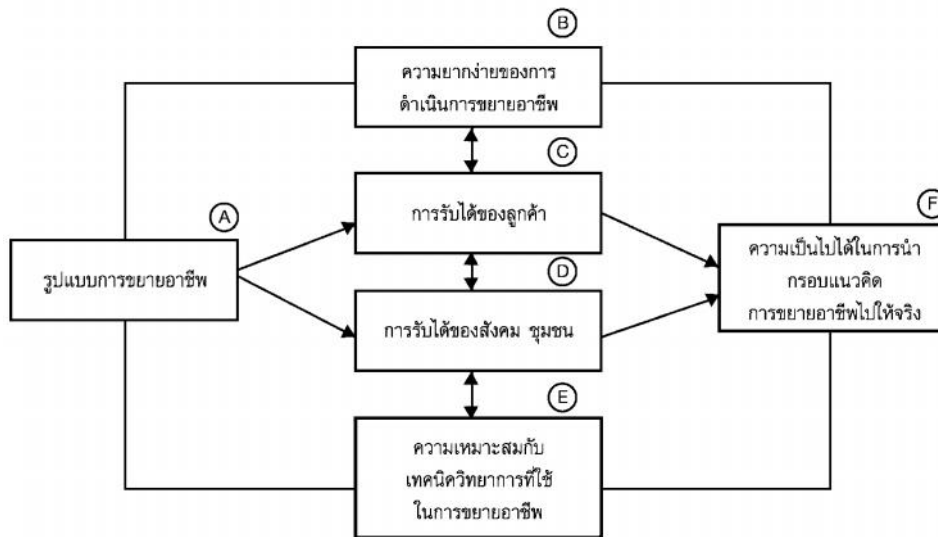 B
ความยากง่ายของการ
ดำเนินการขยายอาชีพ
C
การรับได้ของลูกค้า
A
รูปแบบการขยายอาชีพ
D
การรับได้ของสังคม ชุมชน
E
ความเหมาะสมกับ
เทคนิควิทยาการที่ใช้
ในการขยายอาชีพ
F
ความเป็นไปได้ในการนำ
กรอบแนวคิด
การขยายอาชีพไปให้จริง